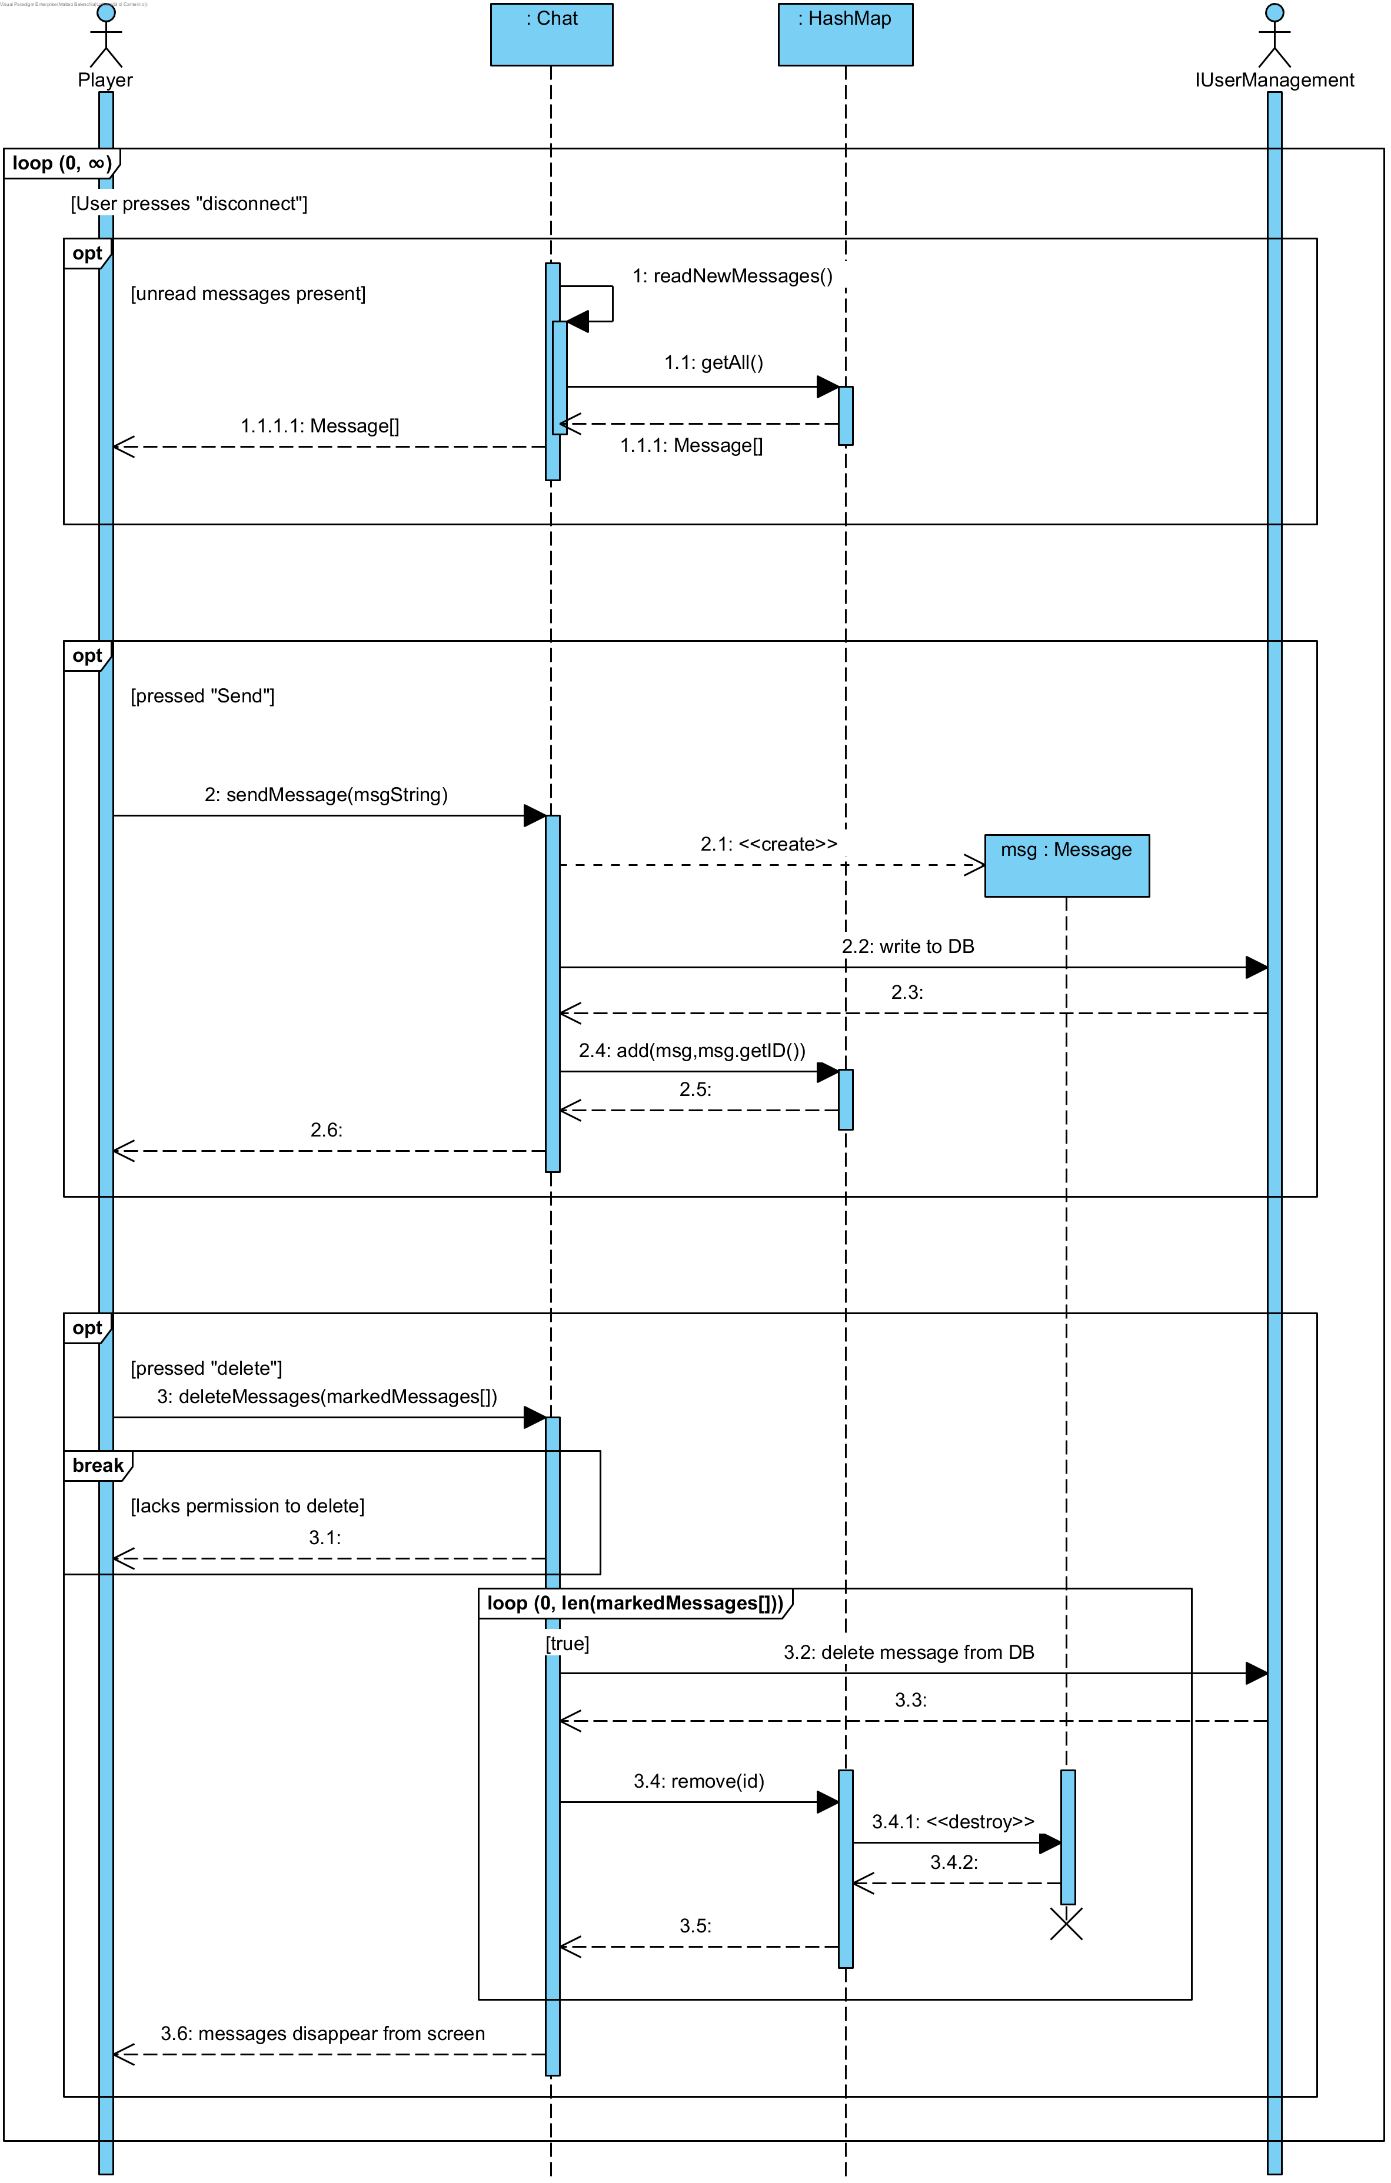 : Chat
: HashMap
Player
IUserManagement
loop (0, ∞)
[User presses "disconnect"]
opt
[unread messages present]
1: readNewMessages()
1.1: getAll()
1.1.1.1: Message[]
1.1.1: Message[]
opt
[pressed "Send"]
2: sendMessage(msgString)
2.1: <<create>>
msg : Message
2.2: write to DB
2.3:
2.4: add(msg,msg.getID())
2.5:
2.6:
opt
[pressed "delete"]
3: deleteMessages(markedMessages[])
break
[lacks permission to delete]
3.1:
loop (0, len(markedMessages[]))
[true]
3.2: delete message from DB
3.3:
3.4: remove(id)
3.4.1: <<destroy>>
3.4.2:
3.5:
3.6: messages disappear from screen